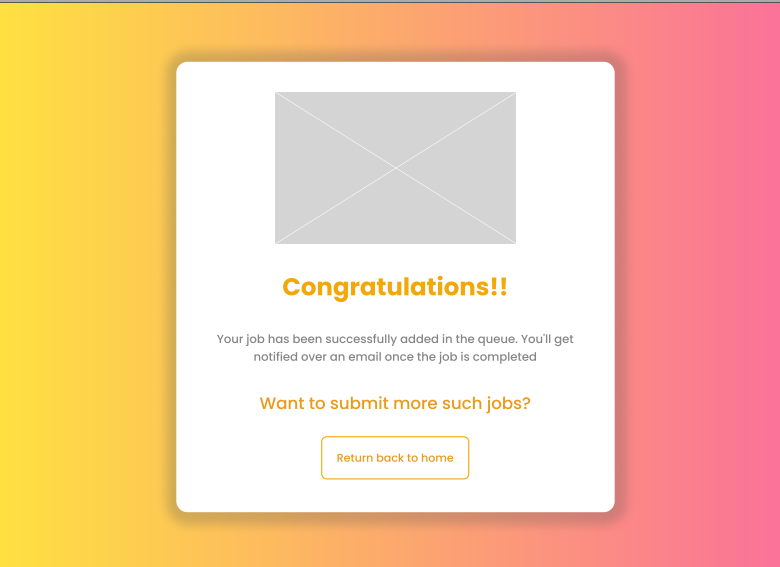 Congratulations!!
Your job has been successfully added in the queue. You'll get
notified over an email once the job is completed
Want to submit more such jobs?
Return back to home